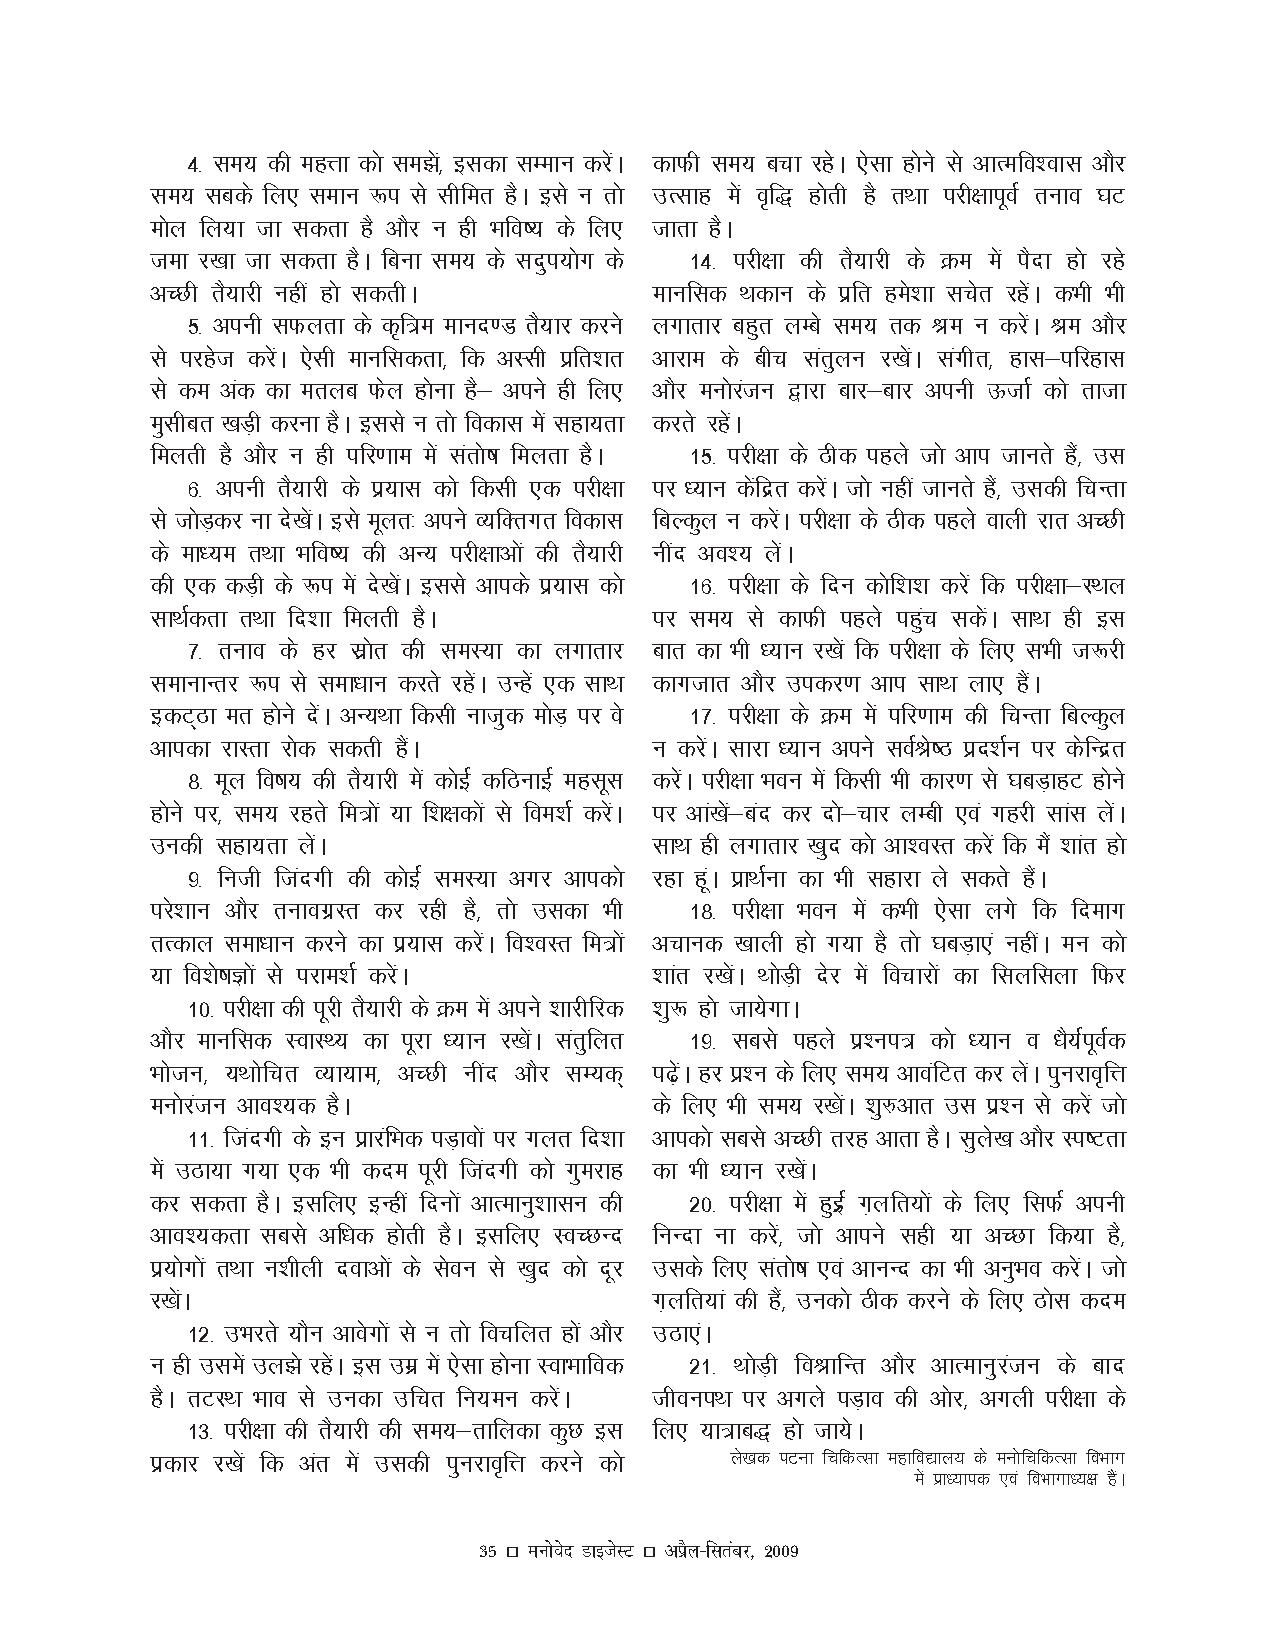 4. समय की महत्ता को समझें, इसका सम्मान करें।
समय सबके लिए समान रूप से सीमित है। इसे न तो
मोल लिया जा सकता है और न ही भविष्य के लिए
जमा रखा जा सकता है। बिना समय के सदुपयोग के
अच्छी तैयारी नहीं हो सकती।
5. अपनी सफलता के कृत्रिम मानदण्ड तैयार करने
से परहेज करें। ऐसी मानसिकता, कि अस्सी प्रतिशत
से कम अंक का मतलब फेल होना है– अपने ही लिए
मुसीबत खड़ी करना है। इससे न तो विकास में सहायता
मिलती है और न ही परिणाम में संतोष मिलता है।
6. अपनी तैयारी के प्रयास को किसी एक परीक्षा
से जोड़कर ना देखें। इसे मूलतः अपने व्यक्तिगत विकास
के माध्यम तथा भविष्य की अन्य परीक्षाओं की तैयारी
की एक कड़ी के रूप में देखें। इससे आपके प्रयास को
सार्थकता तथा दिशा मिलती है।
7. तनाव के हर स्रोत की समस्या का लगातार
समानान्तर रूप से समाधान करते रहें। उन्हें एक साथ
इकट्ठा मत होने दें। अन्यथा किसी नाजुक मोड़ पर वे
आपका रास्ता रोक सकती हैं।
8. मूल विषय की तैयारी में कोई कठिनाई महसूस
होने पर, समय रहते मित्रों या शिक्षकों से विमर्श करें।
उनकी सहायता लें।
9. निजी जिंदगी की कोई समस्या अगर आपको
परेशान और तनावग्रस्त कर रही है, तो उसका भी
तत्काल समाधान करने का प्रयास करें। विश्वस्त मित्रों
या विशेषज्ञों से परामर्श करें।
10. परीक्षा की पूरी तैयारी के क्रम में अपने शारीरिक
और मानसिक स्वास्थ्य का पूरा ध्यान रखें। संतुलित
भोजन, यथोचित व्यायाम, अच्छी नींद और सम्यक्
मनोरंजन आवश्यक है।
11. जिंदगी के इन प्रारंभिक पड़ावों पर गलत दिशा
में उठाया गया एक भी कदम पूरी जिंदगी को गुमराह
कर सकता है। इसलिए इन्हीं दिनों आत्मानुशासन की
आवश्यकता सबसे अधिक होती है। इसलिए स्वच्छन्द
प्रयोगों तथा नशीली दवाओं के सेवन से खुद को दूर
रखें।
12. उभरते यौन आवेगों से न तो विचलित हों और
न ही उसमें उलझे रहें। इस उम्र में ऐसा होना स्वाभाविक
है। तटस्थ भाव से उनका उचित नियमन करें।
13. परीक्षा की तैयारी की समय–तालिका कुछ इस
प्रकार रखें कि अंत में उसकी पुनरावृत्ति करने को
काफी समय बचा रहे। ऐसा होने से आत्मविश्वास और
उत्साह में वृद्धि होती है तथा परीक्षापूर्व तनाव घट
जाता है।
14. परीक्षा की तैयारी के क्रम में पैदा हो रहे
मानसिक थकान के प्रति हमेशा सचेत रहें। कभी भी
लगातार बहुत लम्बे समय तक श्रम न करें। श्रम और
आराम के बीच संतुलन रखें। संगीत, हास–परिहास
और मनोरंजन द्वारा बार–बार अपनी ऊर्जा को ताजा
करते रहें।
15. परीक्षा के ठीक पहले जो आप जानते हैं, उस
पर ध्यान केंद्रित करें। जो नहीं जानते हैं, उसकी चिन्ता
बिल्कुल न करें। परीक्षा के ठीक पहले वाली रात अच्छी
नींद अवश्य लें।
16. परीक्षा के दिन कोशिश करें कि परीक्षा–स्थल
पर समय से काफी पहले पहुंच सकें। साथ ही इस
बात का भी ध्यान रखें कि परीक्षा के लिए सभी जरूरी
कागजात और उपकरण आप साथ लाए हैं।
17. परीक्षा के क्रम में परिणाम की चिन्ता बिल्कुल
न करें। सारा ध्यान अपने सर्वश्रेष्ठ प्रदर्शन पर केन्द्रित
करें। परीक्षा भवन में किसी भी कारण से घबड़ाहट होने
पर आंखें–बंद कर दो–चार लम्बी एवं गहरी सांस लें।
साथ ही लगातार खुद को आश्वस्त करें कि मैं शांत हो
रहा हूं। प्रार्थना का भी सहारा ले सकते हैं।
18. परीक्षा भवन में कभी ऐसा लगे कि दिमाग
अचानक खाली हो गया है तो घबड़ाएं नहीं। मन को
शांत रखें। थोड़ी देर में विचारों का सिलसिला फिर
शुरू हो जायेगा।
19. सबसे पहले प्रश्नपत्र को ध्यान व धैर्यपूर्वक
पढ़ें। हर प्रश्न के लिए समय आवंटित कर लें। पुनरावृत्ति
के लिए भी समय रखें। शुरुआत उस प्रश्न से करें जो
आपको सबसे अच्छी तरह आता है। सुलेख और स्पष्टता
का भी ध्यान रखें।
20. परीक्षा में हुई ग़लतियों के लिए सिर्फ अपनी
निन्दा ना करें, जो आपने सही या अच्छा किया है,
उसके लिए संतोष एवं आनन्द का भी अनुभव करें। जो
ग़लतियां की हैं, उनको ठीक करने के लिए ठोस कदम
उठाएं।
21. थोड़ी विश्रान्ति और आत्मानुरंजन के बाद
जीवनपथ पर अगले पड़ाव की ओर, अगली परीक्षा के
लिए यात्राबद्ध हो जाये।
लेखक पटना चिकित्सा महाविद्यालय के मनोचिकित्सा विभाग
में प्राध्यापक एवं विभागाध्यक्ष हैं।
35 □ मनोवेद डाइजेस्ट □ अप्रैल-सितंबर, 2009